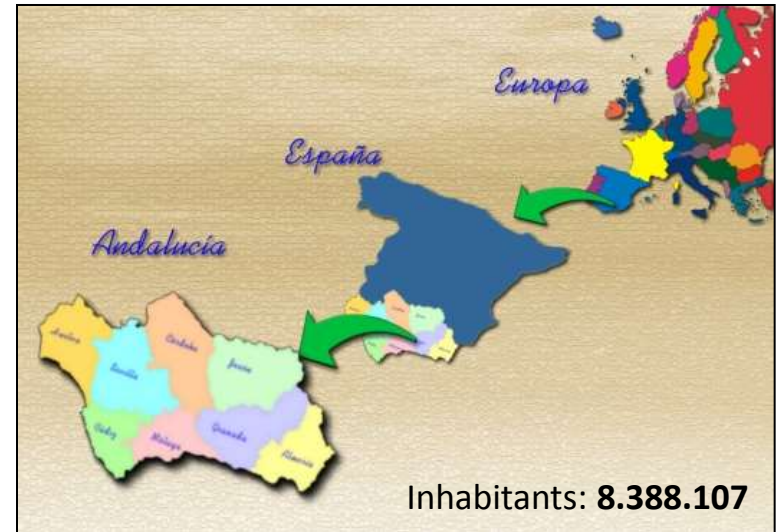 Europa
España
Andalucía
Huelva
Sevilla
Córdoba
Jaén
Cádiz
Málaga
Granada
Almería
Inhabitants: 8.388.107